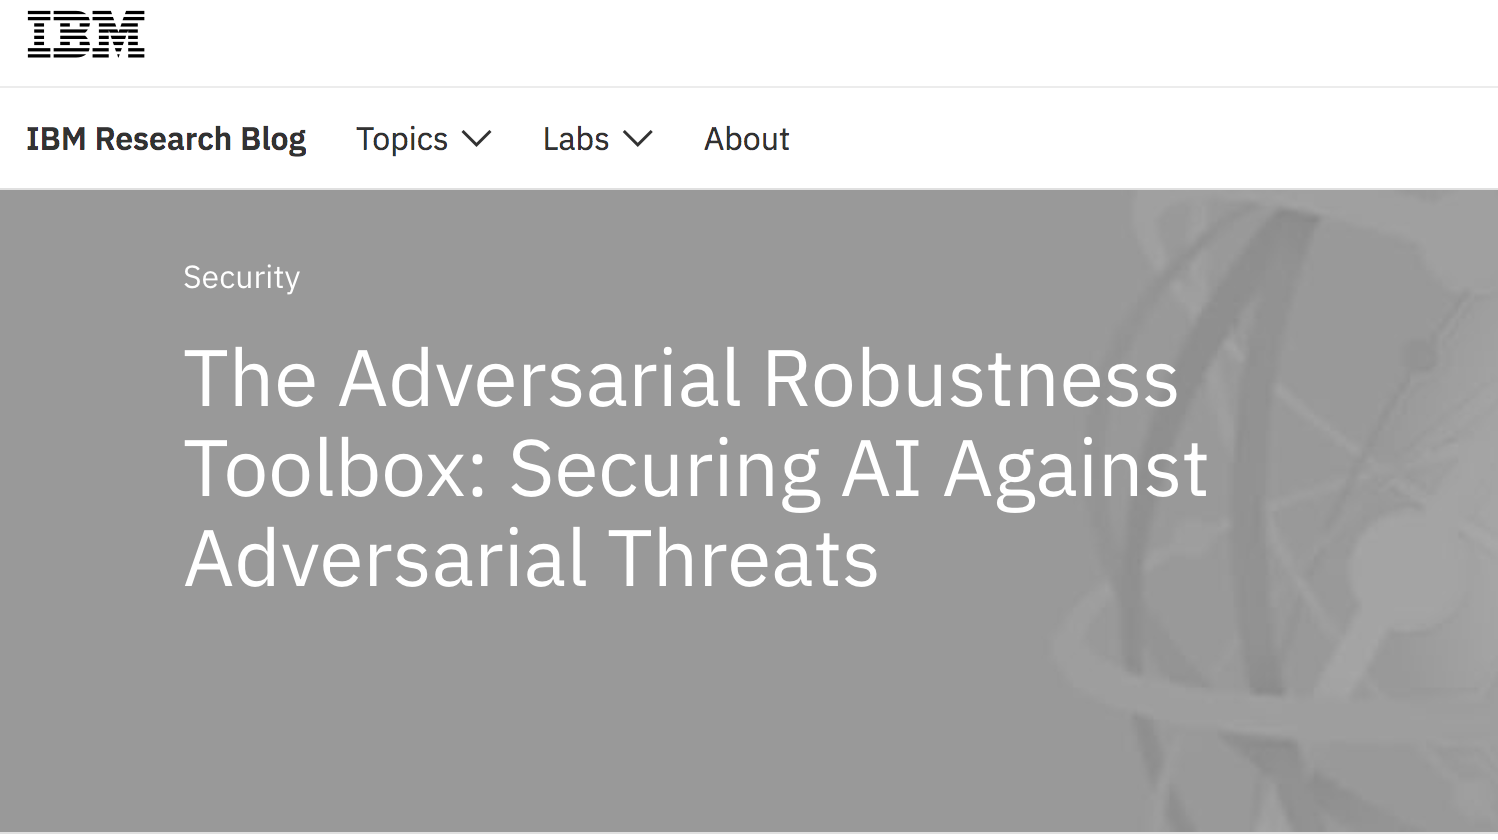 IBM
IBM Research Blog Topics Labs About
Security
The Adversarial Robustness
Toolbox: Securing AI Against
Adversarial Threats